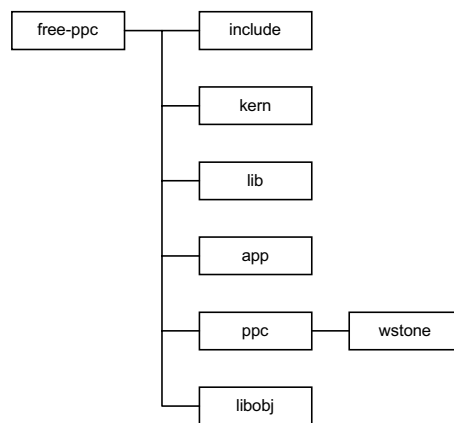 free-ppc
include
kern
lib
app
ppc
wstone
libobj